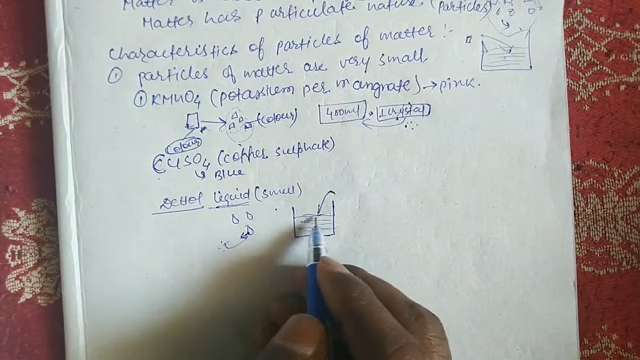 Matter has particulate nature (particles)
Characteristics of particles of matter :-
① particles of matter are very small
① KMnO4 (potassium per mangnate) → pink.
colour (colour) 400ml 1 crystal
CUSO4 (copper sulphate)
Blue
Dettol liquid (smell)